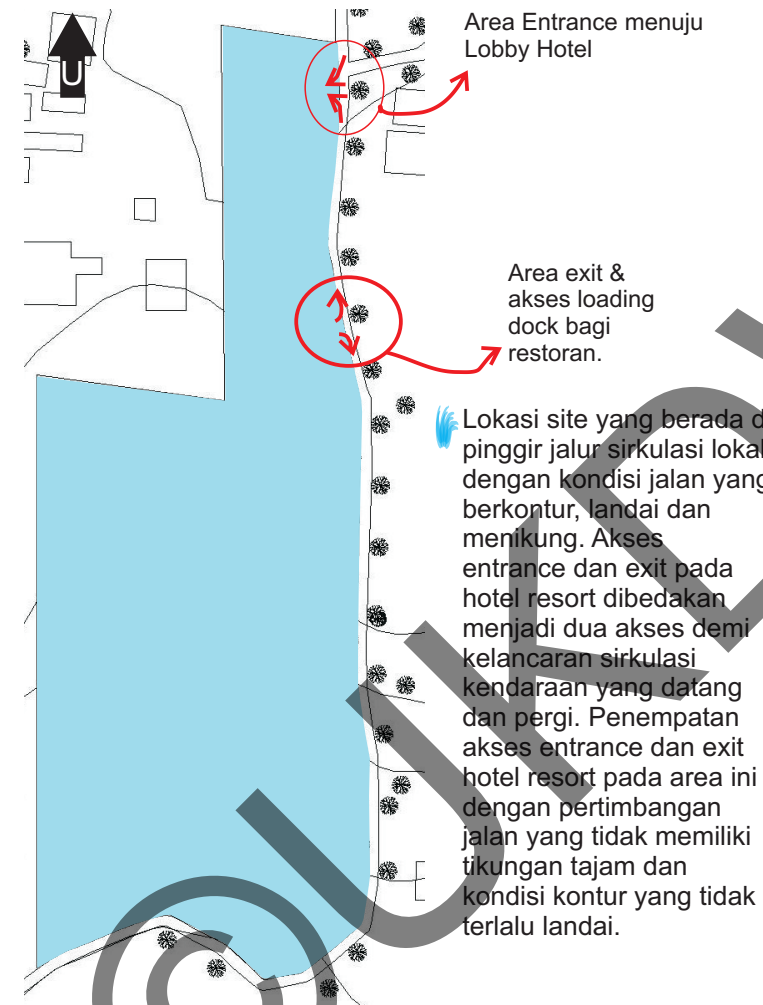 U
Area Entrance menuju
Lobby Hotel
Area exit &
akses loading
dock bagi
restoran.
Lokasi site yang berada d
pinggir jalur sirkulasi lokal
dengan kondisi jalan yang
berkontur, landai dan
menikung. Akses
entrance dan exit pada
hotel resort dibedakan
menjadi dua akses demi
kelancaran sirkulasi
kendaraan yang datang
dan pergi. Penempatan
akses entrance dan exit
hotel resort pada area ini
dengan pertimbangan
jalan yang tidak memiliki
tikungan tajam dan
kondisi kontur yang tidak
terlalu landai.
©UKD